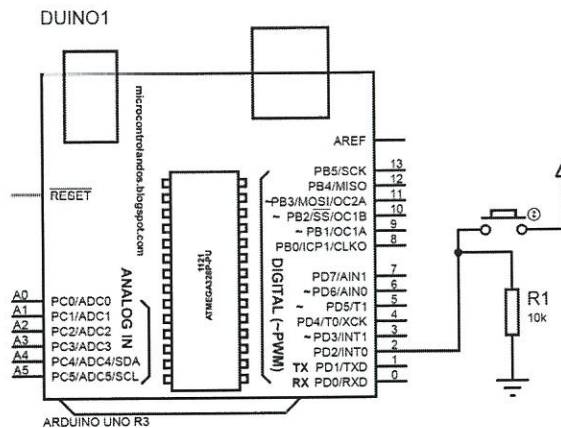 DUINO1
microcontrolandos.blogspot.com
RESET
AREF
PB5/SCK 13
PB4/MISO 12
~PB3/MOSI/OC2A 11
~ PB2/SS/OC1B 10
~ PB1/OC1A 9
PB0/ICP1/CLKO 8
1121
ATMEGA328P-PU
ANALOG IN
DIGITAL (~PWM)
PD7/AIN1 7
~PD6/AIN0 6
~ PD5/T1 5
PD4/T0/XCK 4
~PD3/INT1 3
PD2/INT0 2
TX PD1/TXD 1
RX PD0/RXD 0
A0 PC0/ADC0
A1 PC1/ADC1
A2 PC2/ADC2
A3 PC3/ADC3
A4 PC4/ADC4/SDA
A5 PC5/ADC5/SCL
R1
10k
ARDUINO UNO R3